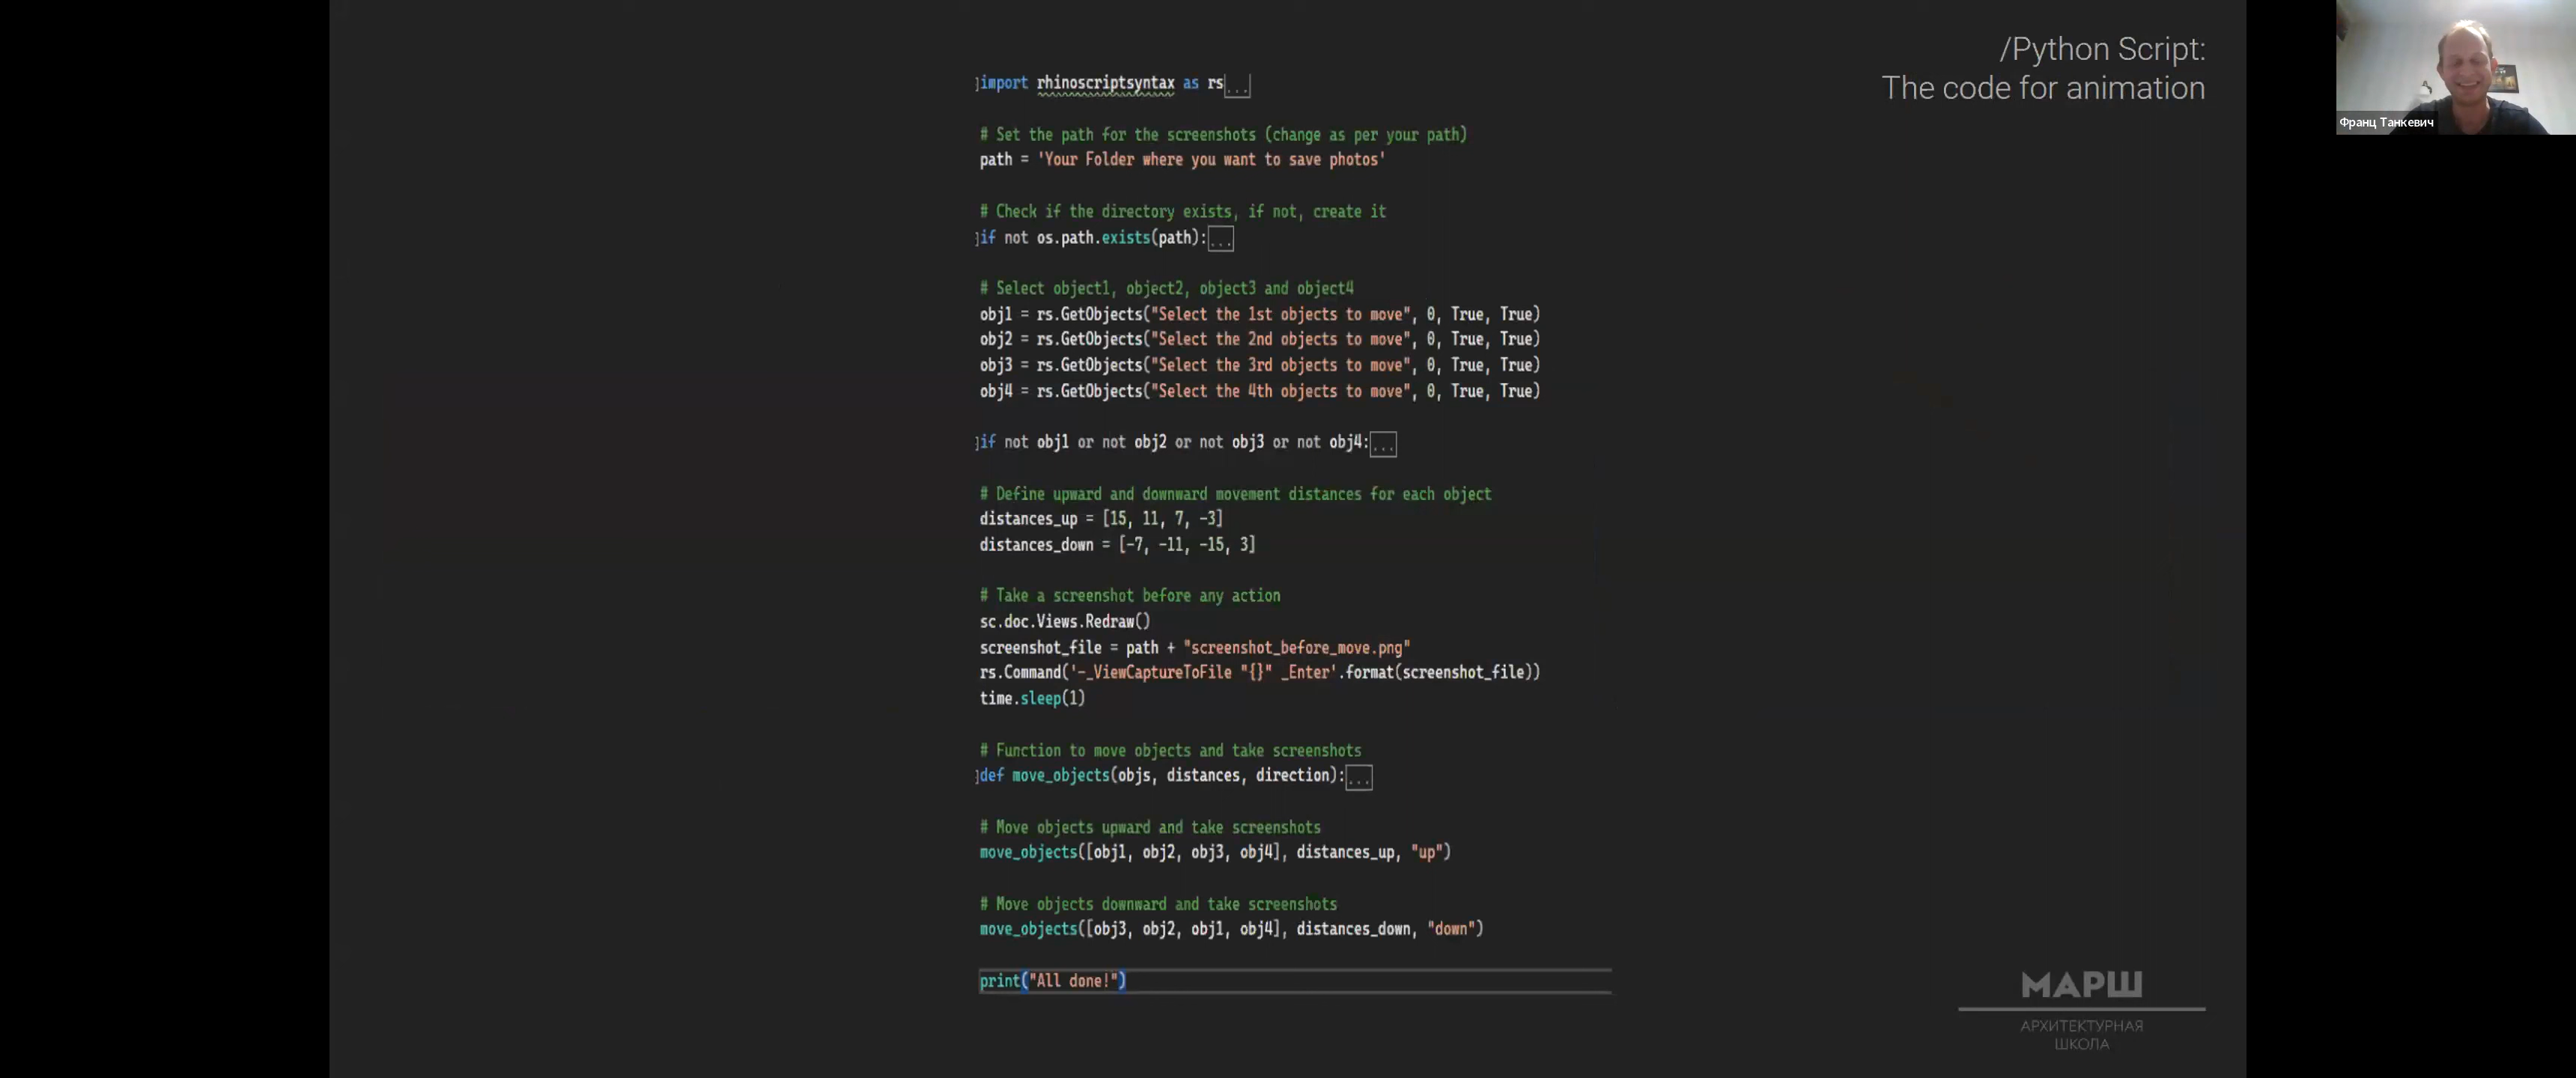 /Python Script:
The code for animation
Франц Танкевич
import rhinoscriptsyntax as rs...
# Set the path for the screenshots (change as per your path)
path = 'Your Folder where you want to save photos'
# Check if the directory exists, if not, create it
if not os.path.exists(path):...
# Select object1, object2, object3 and object4
obj1 = rs.GetObjects("Select the 1st objects to move", 0, True, True)
obj2 = rs.GetObjects("Select the 2nd objects to move", 0, True, True)
obj3 = rs.GetObjects("Select the 3rd objects to move", 0, True, True)
obj4 = rs.GetObjects("Select the 4th objects to move", 0, True, True)
if not obj1 or not obj2 or not obj3 or not obj4:...
# Define upward and downward movement distances for each object
distances_up = [15, 11, 7, -3]
distances_down = [-7, -11, -15, 3]
# Take a screenshot before any action
sc.doc.Views.Redraw()
screenshot_file = path + "screenshot_before_move.png"
rs.Command('-_ViewCaptureToFile "{}" _Enter'.format(screenshot_file))
time.sleep(1)
# Function to move objects and take screenshots
def move_objects(objs, distances, direction):...
# Move objects upward and take screenshots
move_objects([obj1, obj2, obj3, obj4], distances_up, "up")
# Move objects downward and take screenshots
move_objects([obj3, obj2, obj1, obj4], distances_down, "down")
print("All done!")
МАРШ
АРХИТЕКТУРНАЯ
ШКОЛА